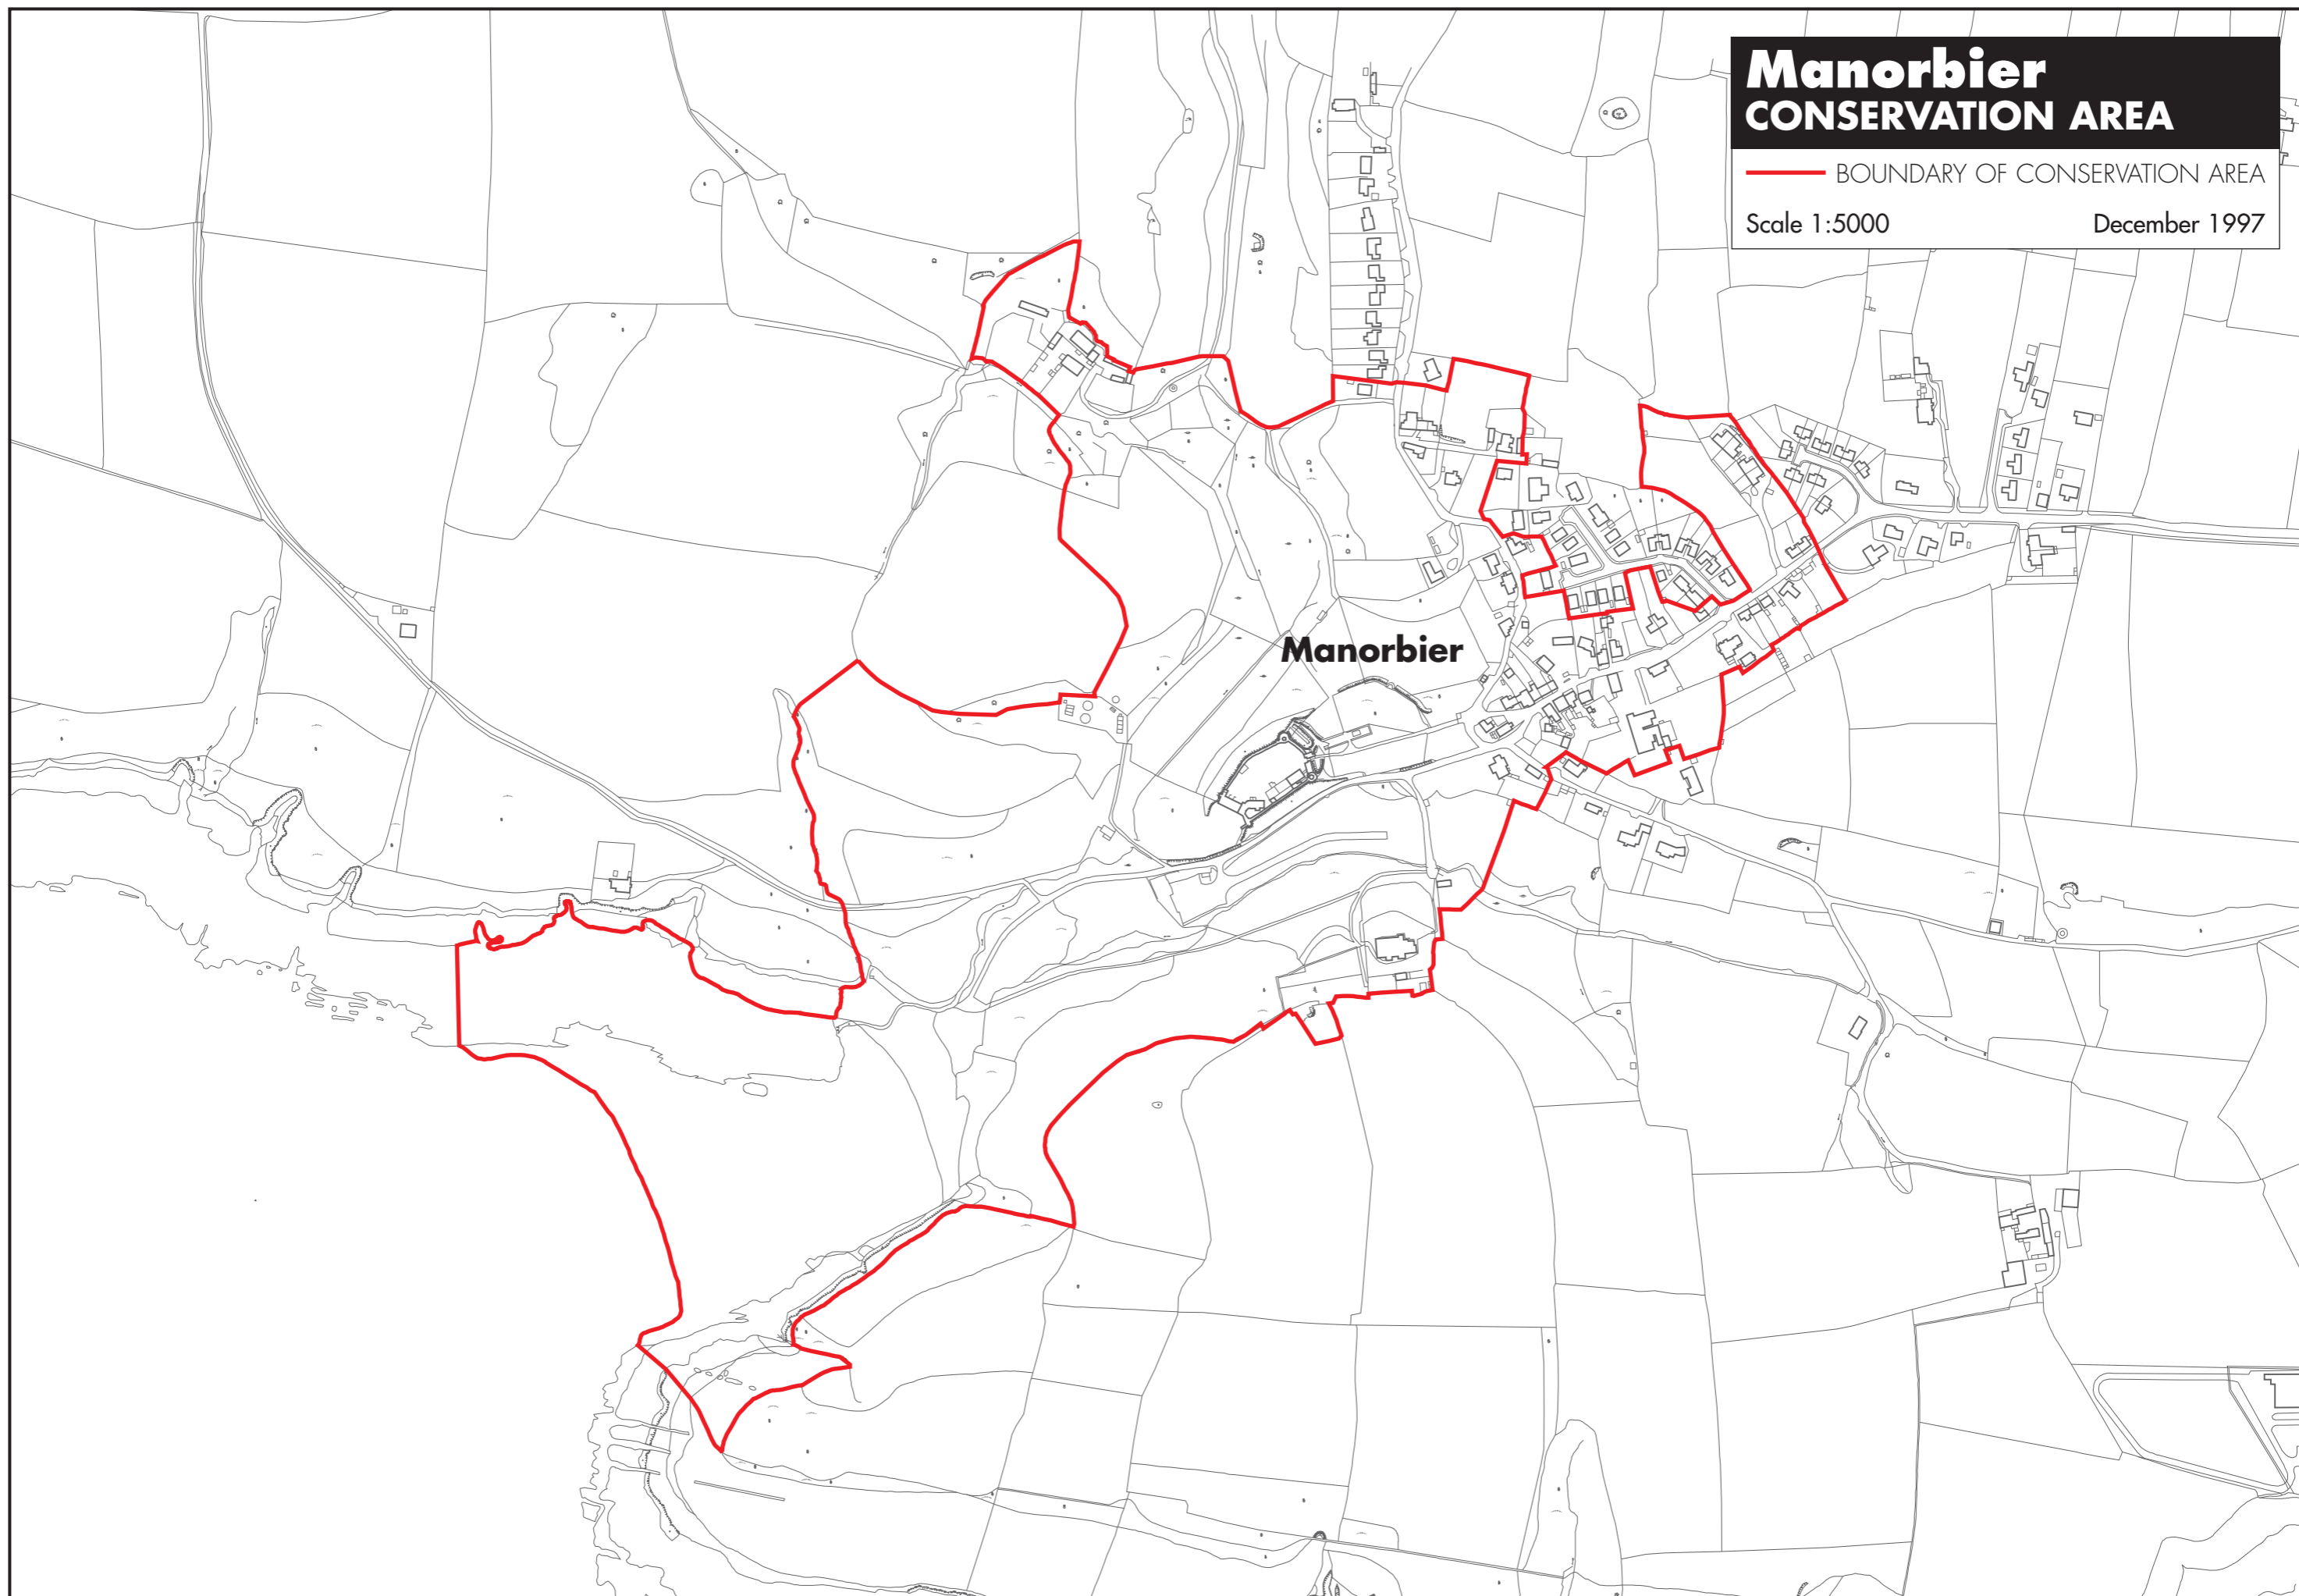 Manorbier
CONSERVATION AREA
BOUNDARY OF CONSERVATION AREA
Scale 1:5000 December 1997
Manorbier